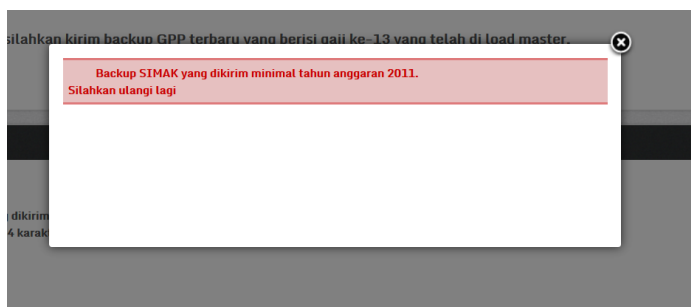 silahkan kirim backup GPP terbaru yang berisi gaji ke-13 yang telah di load master.
Backup SIMAK yang dikirim minimal tahun anggaran 2011.
Silahkan ulangi lagi
dikirim
4 karak